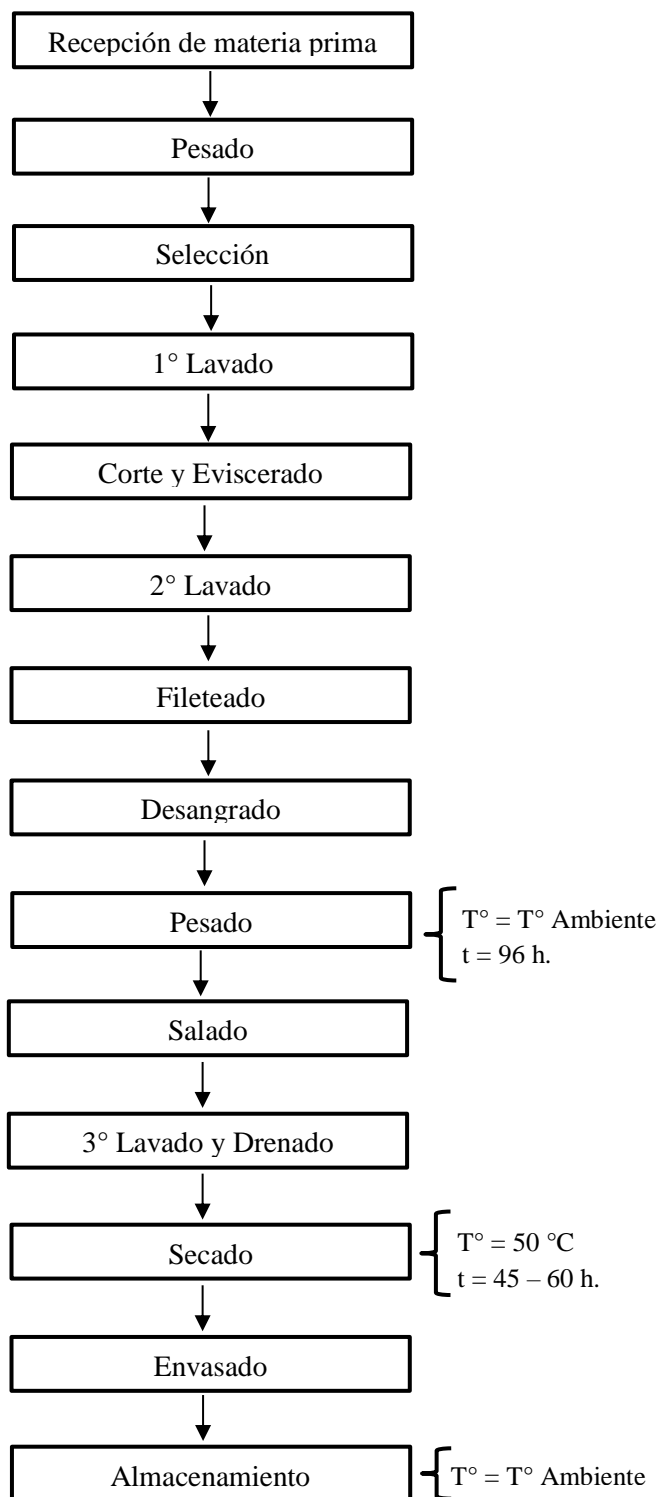 Recepción de materia prima
Pesado
Selección
1° Lavado
Corte y Eviscerado
2° Lavado
Fileteado
Desangrado
Pesado
T° = T° Ambiente
t = 96 h.
Salado
3° Lavado y Drenado
Secado
T° = 50 °C
t = 45 – 60 h.
Envasado
Almacenamiento
T° = T° Ambiente